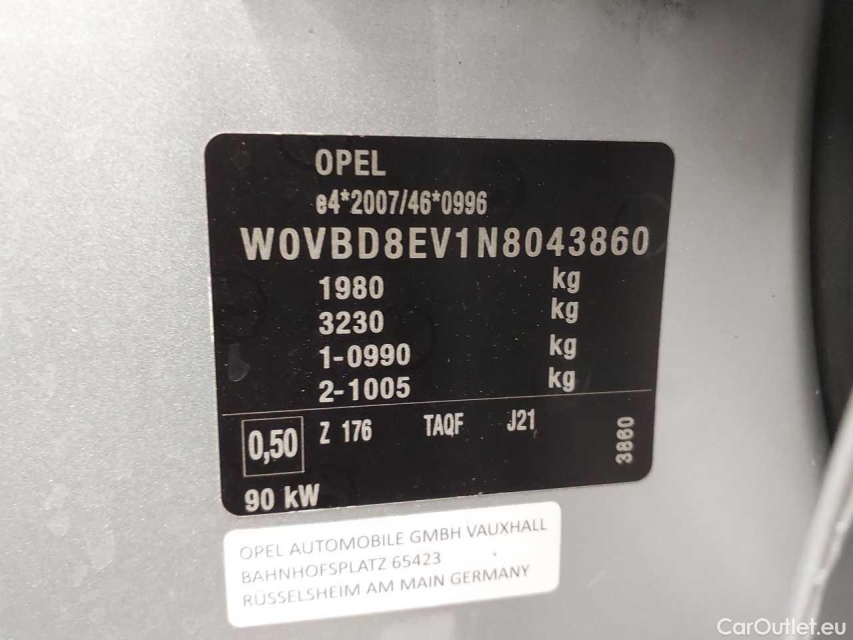 OPEL
e4*2007/46*0996
W0VBD8EV1N8043860
1980 kg
3230 kg
1-0990 kg
2-1005 kg
0,50 Z 176 TAQF J21 3860
90 kW
OPEL AUTOMOBILE GMBH VAUXHALL
BAHNHOFSPLATZ 65423
RÜSSELSHEIM AM MAIN GERMANY
CarOutlet.eu